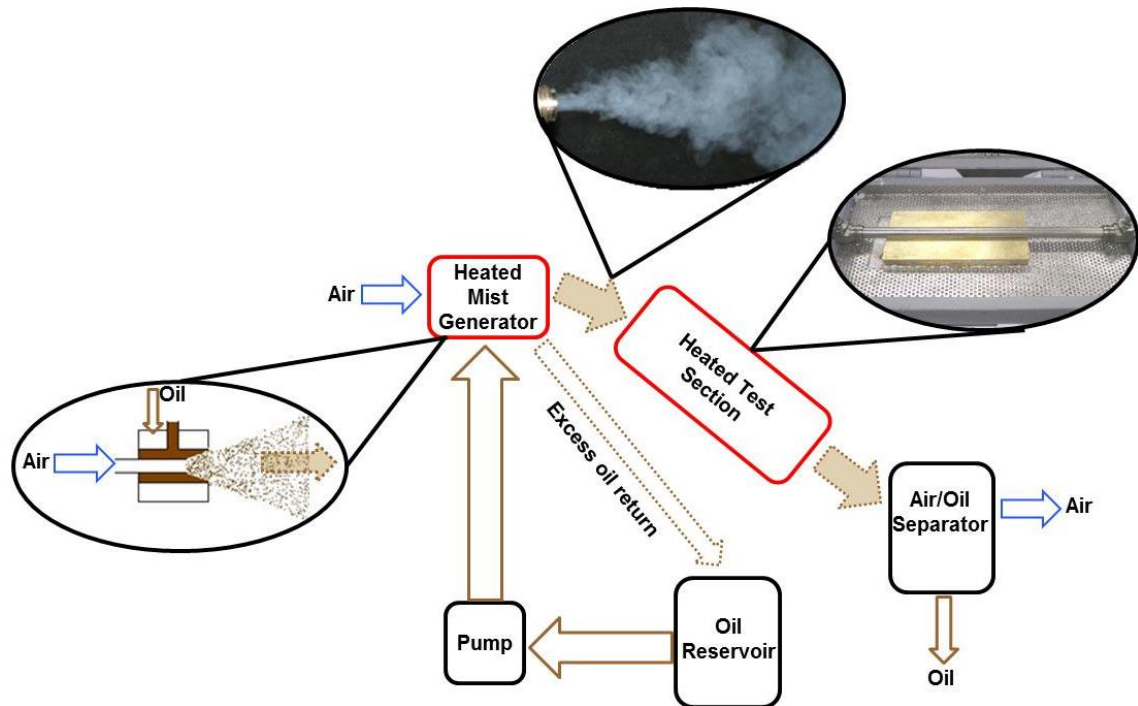 Air
Heated
Mist
Generator
Heated Test
Section
Oil
Air
Excess oil return
Air/Oil
Separator
Air
Pump
Oil
Reservoir
Oil